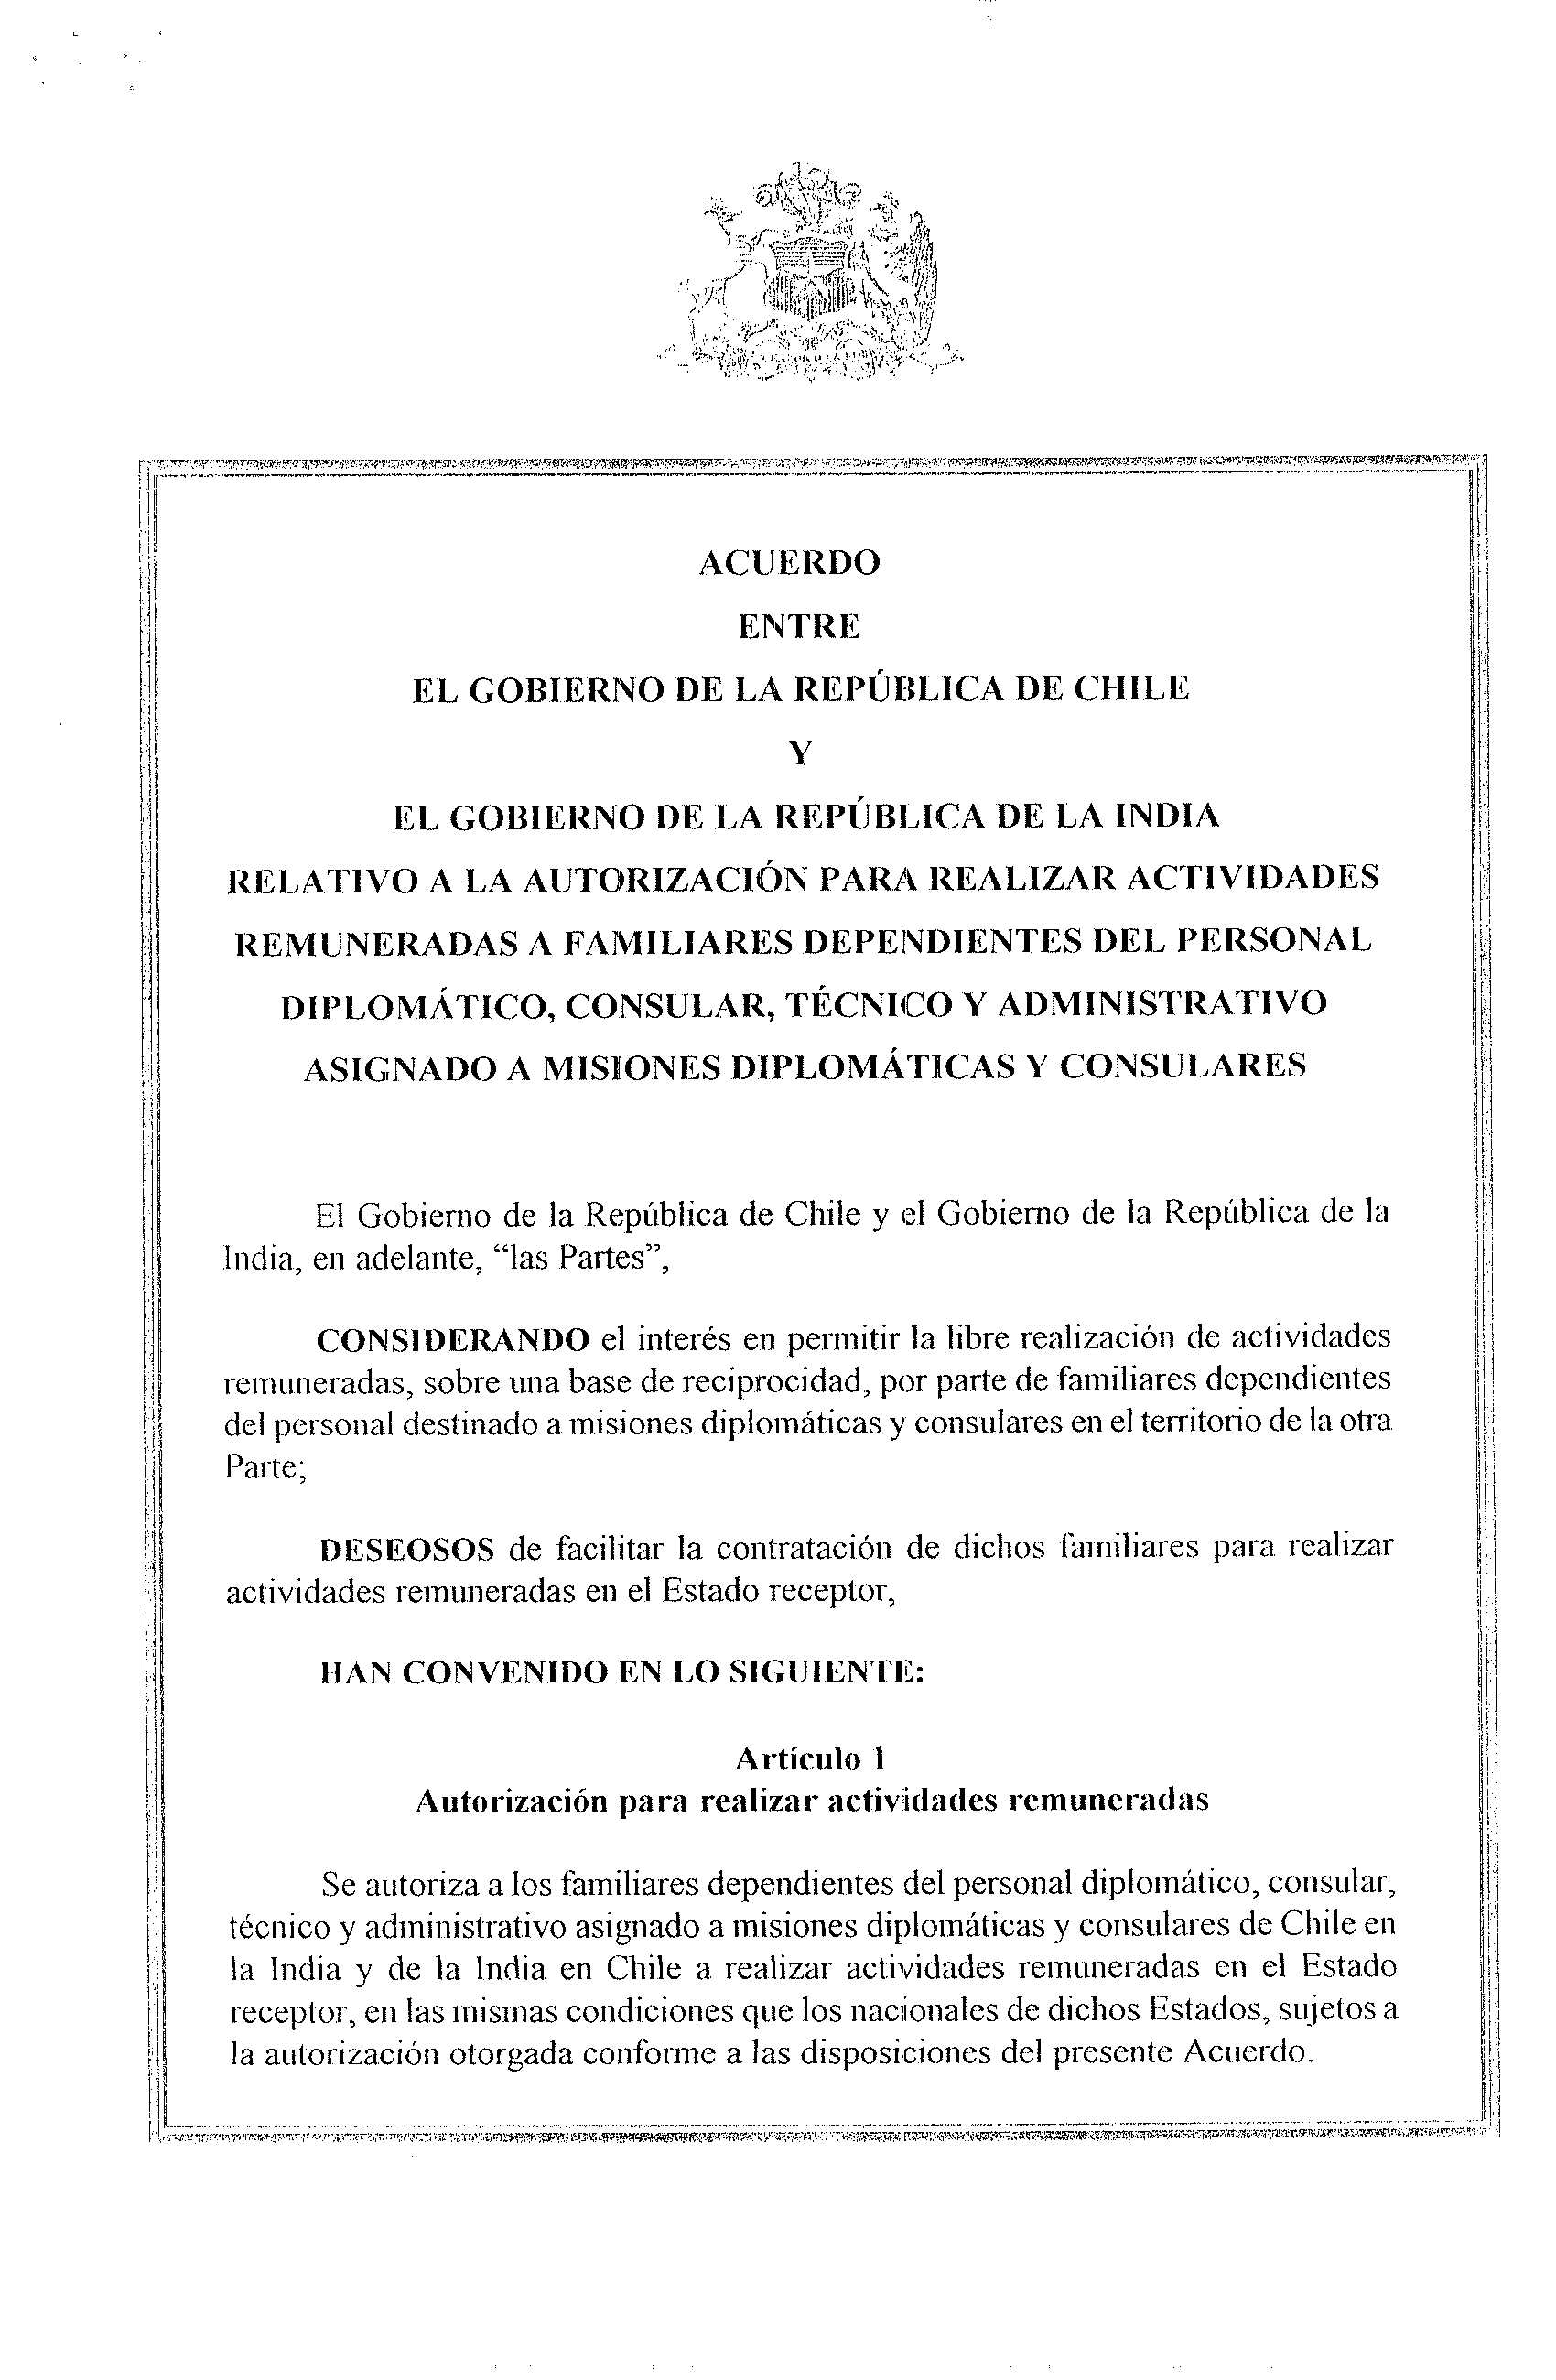 ACUERDO
ENTRE
EL GOBIERNO DE LA REPÚBLICA DE CHILE
Y
EL GOBIERNO DE LA REPÚBLICA DE LA INDIA
RELATIVO A LA AUTORIZACIÓN PARA REALIZAR ACTIVIDADES
REMUNERADAS A FAMILIARES DEPENDIENTES DEL PERSONAL
DIPLOMÁTICO, CONSULAR, TÉCNICO Y ADMINISTRATIVO
ASIGNADO A MISIONES DIPLOMÁTICAS Y CONSULARES
El Gobierno de la República de Chile y el Gobierno de la República de la
India, en adelante, “las Partes”,
CONSIDERANDO el interés en permitir la libre realización de actividades
remuneradas, sobre una base de reciprocidad, por parte de familiares dependientes
del personal destinado a misiones diplomáticas y consulares en el territorio de la otra
Parte;
DESEOSOS de facilitar la contratación de dichos familiares para realizar
actividades remuneradas en el Estado receptor,
HAN CONVENIDO EN LO SIGUIENTE:
Artículo 1
Autorización para realizar actividades remuneradas
Se autoriza a los familiares dependientes del personal diplomático, consular,
técnico y administrativo asignado a misiones diplomáticas y consulares de Chile en
la India y de la India en Chile a realizar actividades remuneradas en el Estado
receptor, en las mismas condiciones que los nacionales de dichos Estados, sujetos a
la autorización otorgada conforme a las disposiciones del presente Acuerdo.